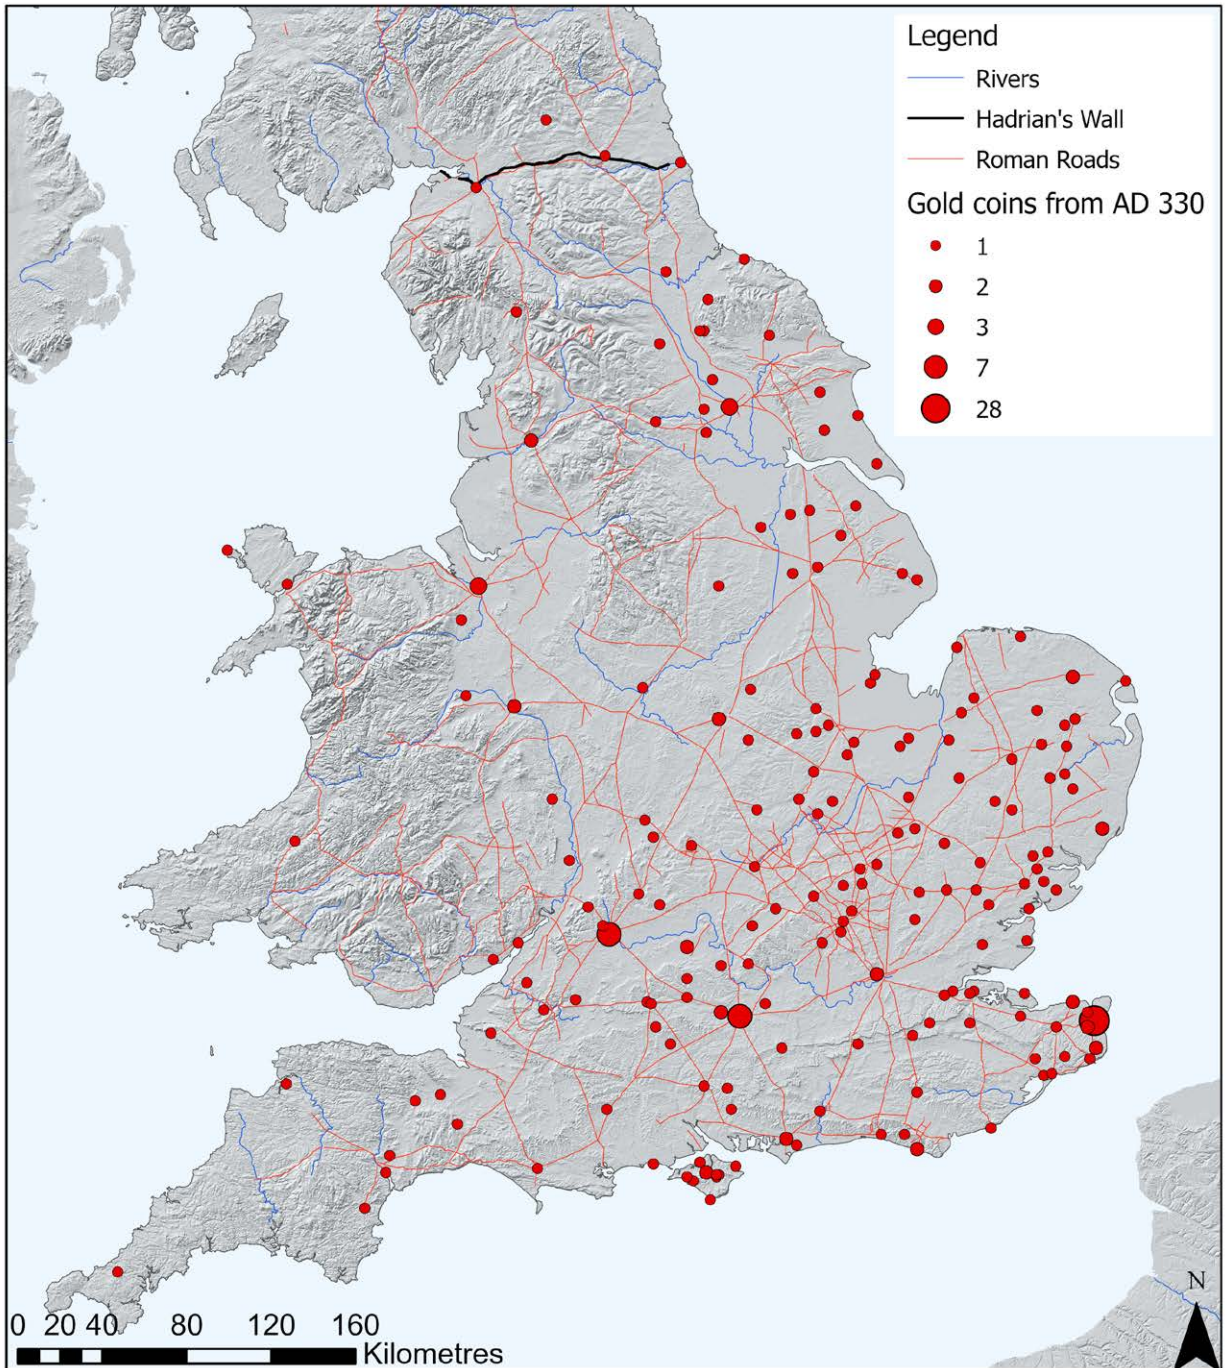 Legend
Rivers
Hadrian's Wall
Roman Roads
Gold coins from AD 330
1
2
3
7
28
N
0 20 40 80 120 160
Kilometres